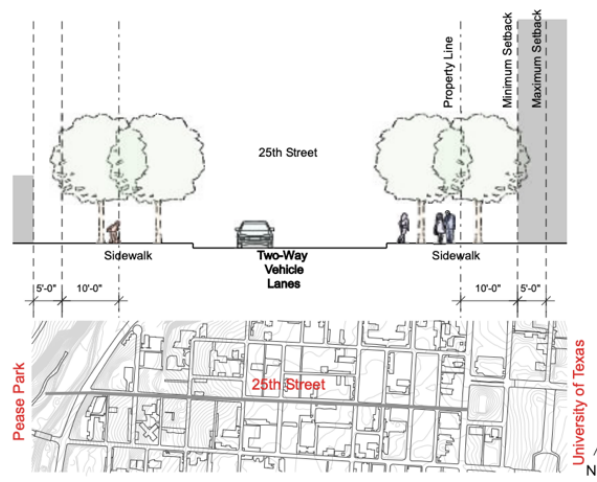 Property Line
Minimum Setback
Maximum Setback
25th Street
Sidewalk
Two-Way
Vehicle
Lanes
Sidewalk
5'-0"
10'-0"
10'-0"
5'-0"
Pease Park
25th Street
University of Texas
N